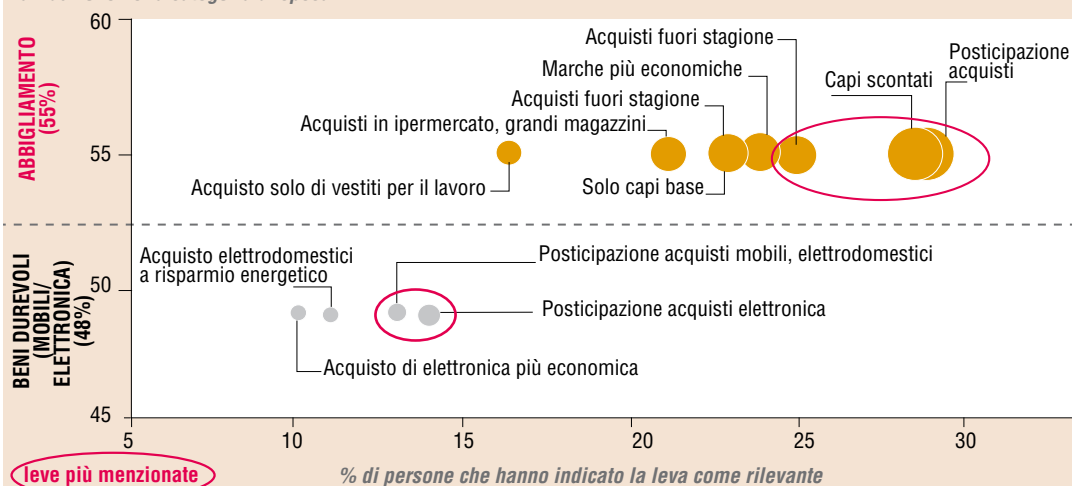 60
ABBIGLIAMENTO
(55%)
Acquisti fuori stagione
Posticipazione
acquisti
Marche più economiche
Capi scontati
Acquisti fuori stagione
Acquisti in ipermercato, grandi magazzini
55
Acquisto solo di vestiti per il lavoro
Solo capi base
BENI DUREVOLI
(MOBILI/
ELETTRONICA)
(48%)
Acquisto elettrodomestici
a risparmio energetico
Posticipazione acquisti mobili, elettrodomestici
50
Posticipazione acquisti elettronica
Acquisto di elettronica più economica
45
5
10
15
20
25
30
leve più menzionate
% di persone che hanno indicato la leva come rilevante